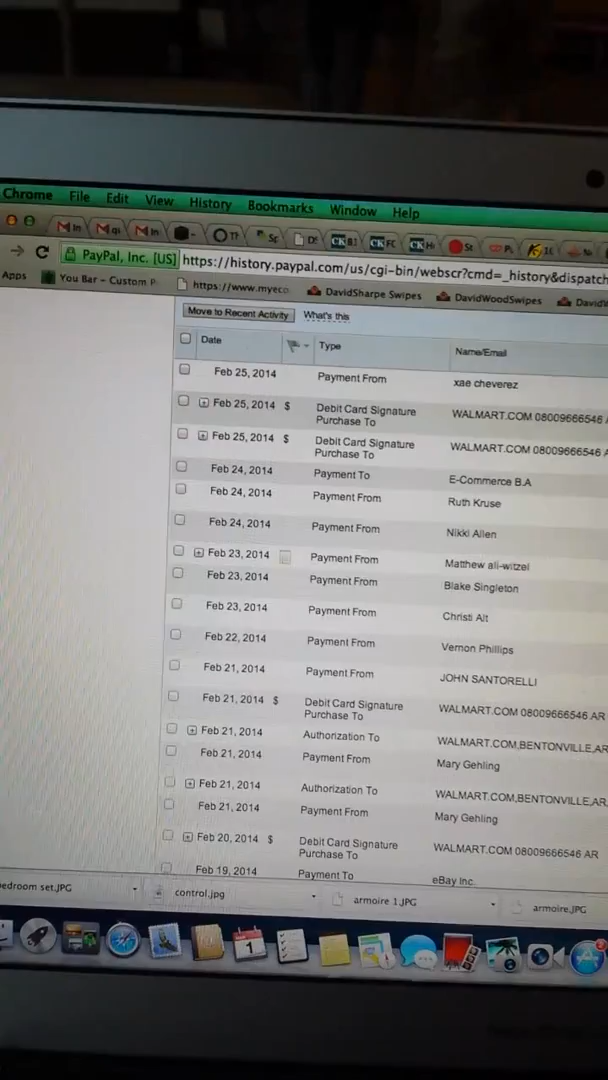 Chrome File Edit View History Bookmarks Window Help
PayPal, Inc. [US] https://history.paypal.com/us/cgi-bin/webscr?cmd=_history&dispatch
Apps You Bar - Custom P https://www.myeco DavidSharpe Swipes DavidWoodSwipes
Move to Recent Activity What's this
Date Type Name/Email
Feb 25, 2014 Payment From xae cheverez
Feb 25, 2014 $ Debit Card Signature Purchase To WALMART.COM 08009666546
Feb 25, 2014 $ Debit Card Signature Purchase To WALMART.COM 08009666546 A
Feb 24, 2014 Payment To E-Commerce B.A
Feb 24, 2014 Payment From Ruth Kruse
Feb 24, 2014 Payment From Nikki Allen
Feb 23, 2014 Payment From Matthew ali-witzel
Feb 23, 2014 Payment From Blake Singleton
Feb 23, 2014 Payment From Christi Alt
Feb 22, 2014 Payment From Vernon Phillips
Feb 21, 2014 Payment From JOHN SANTORELLI
Feb 21, 2014 $ Debit Card Signature Purchase To WALMART.COM 08009666546 AR
Feb 21, 2014 Authorization To WALMART.COM,BENTONVILLE,AR
Feb 21, 2014 Payment From Mary Gehling
Feb 21, 2014 Authorization To WALMART.COM,BENTONVILLE,AR
Feb 21, 2014 Payment From Mary Gehling
Feb 20, 2014 $ Debit Card Signature Purchase To WALMART.COM 08009666546 AR
Feb 19, 2014 Payment To eBay Inc.
edroom set.JPG control.jpg armoire 1.JPG armoire.JPG